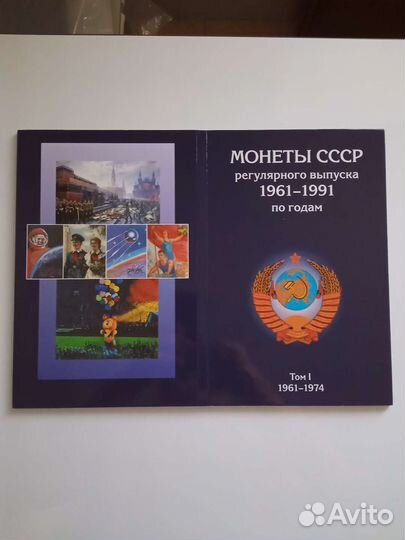 МОНЕТЫ СССР
регулярного выпуска
1961–1991
по годам
Том I
1961–1974
Avito